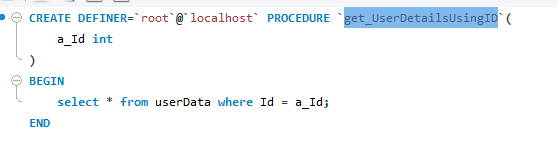 CREATE DEFINER=`root`@`localhost` PROCEDURE `get_UserDetailsUsingID`(
a_Id int
)
BEGIN
select * from userData where Id = a_Id;
END